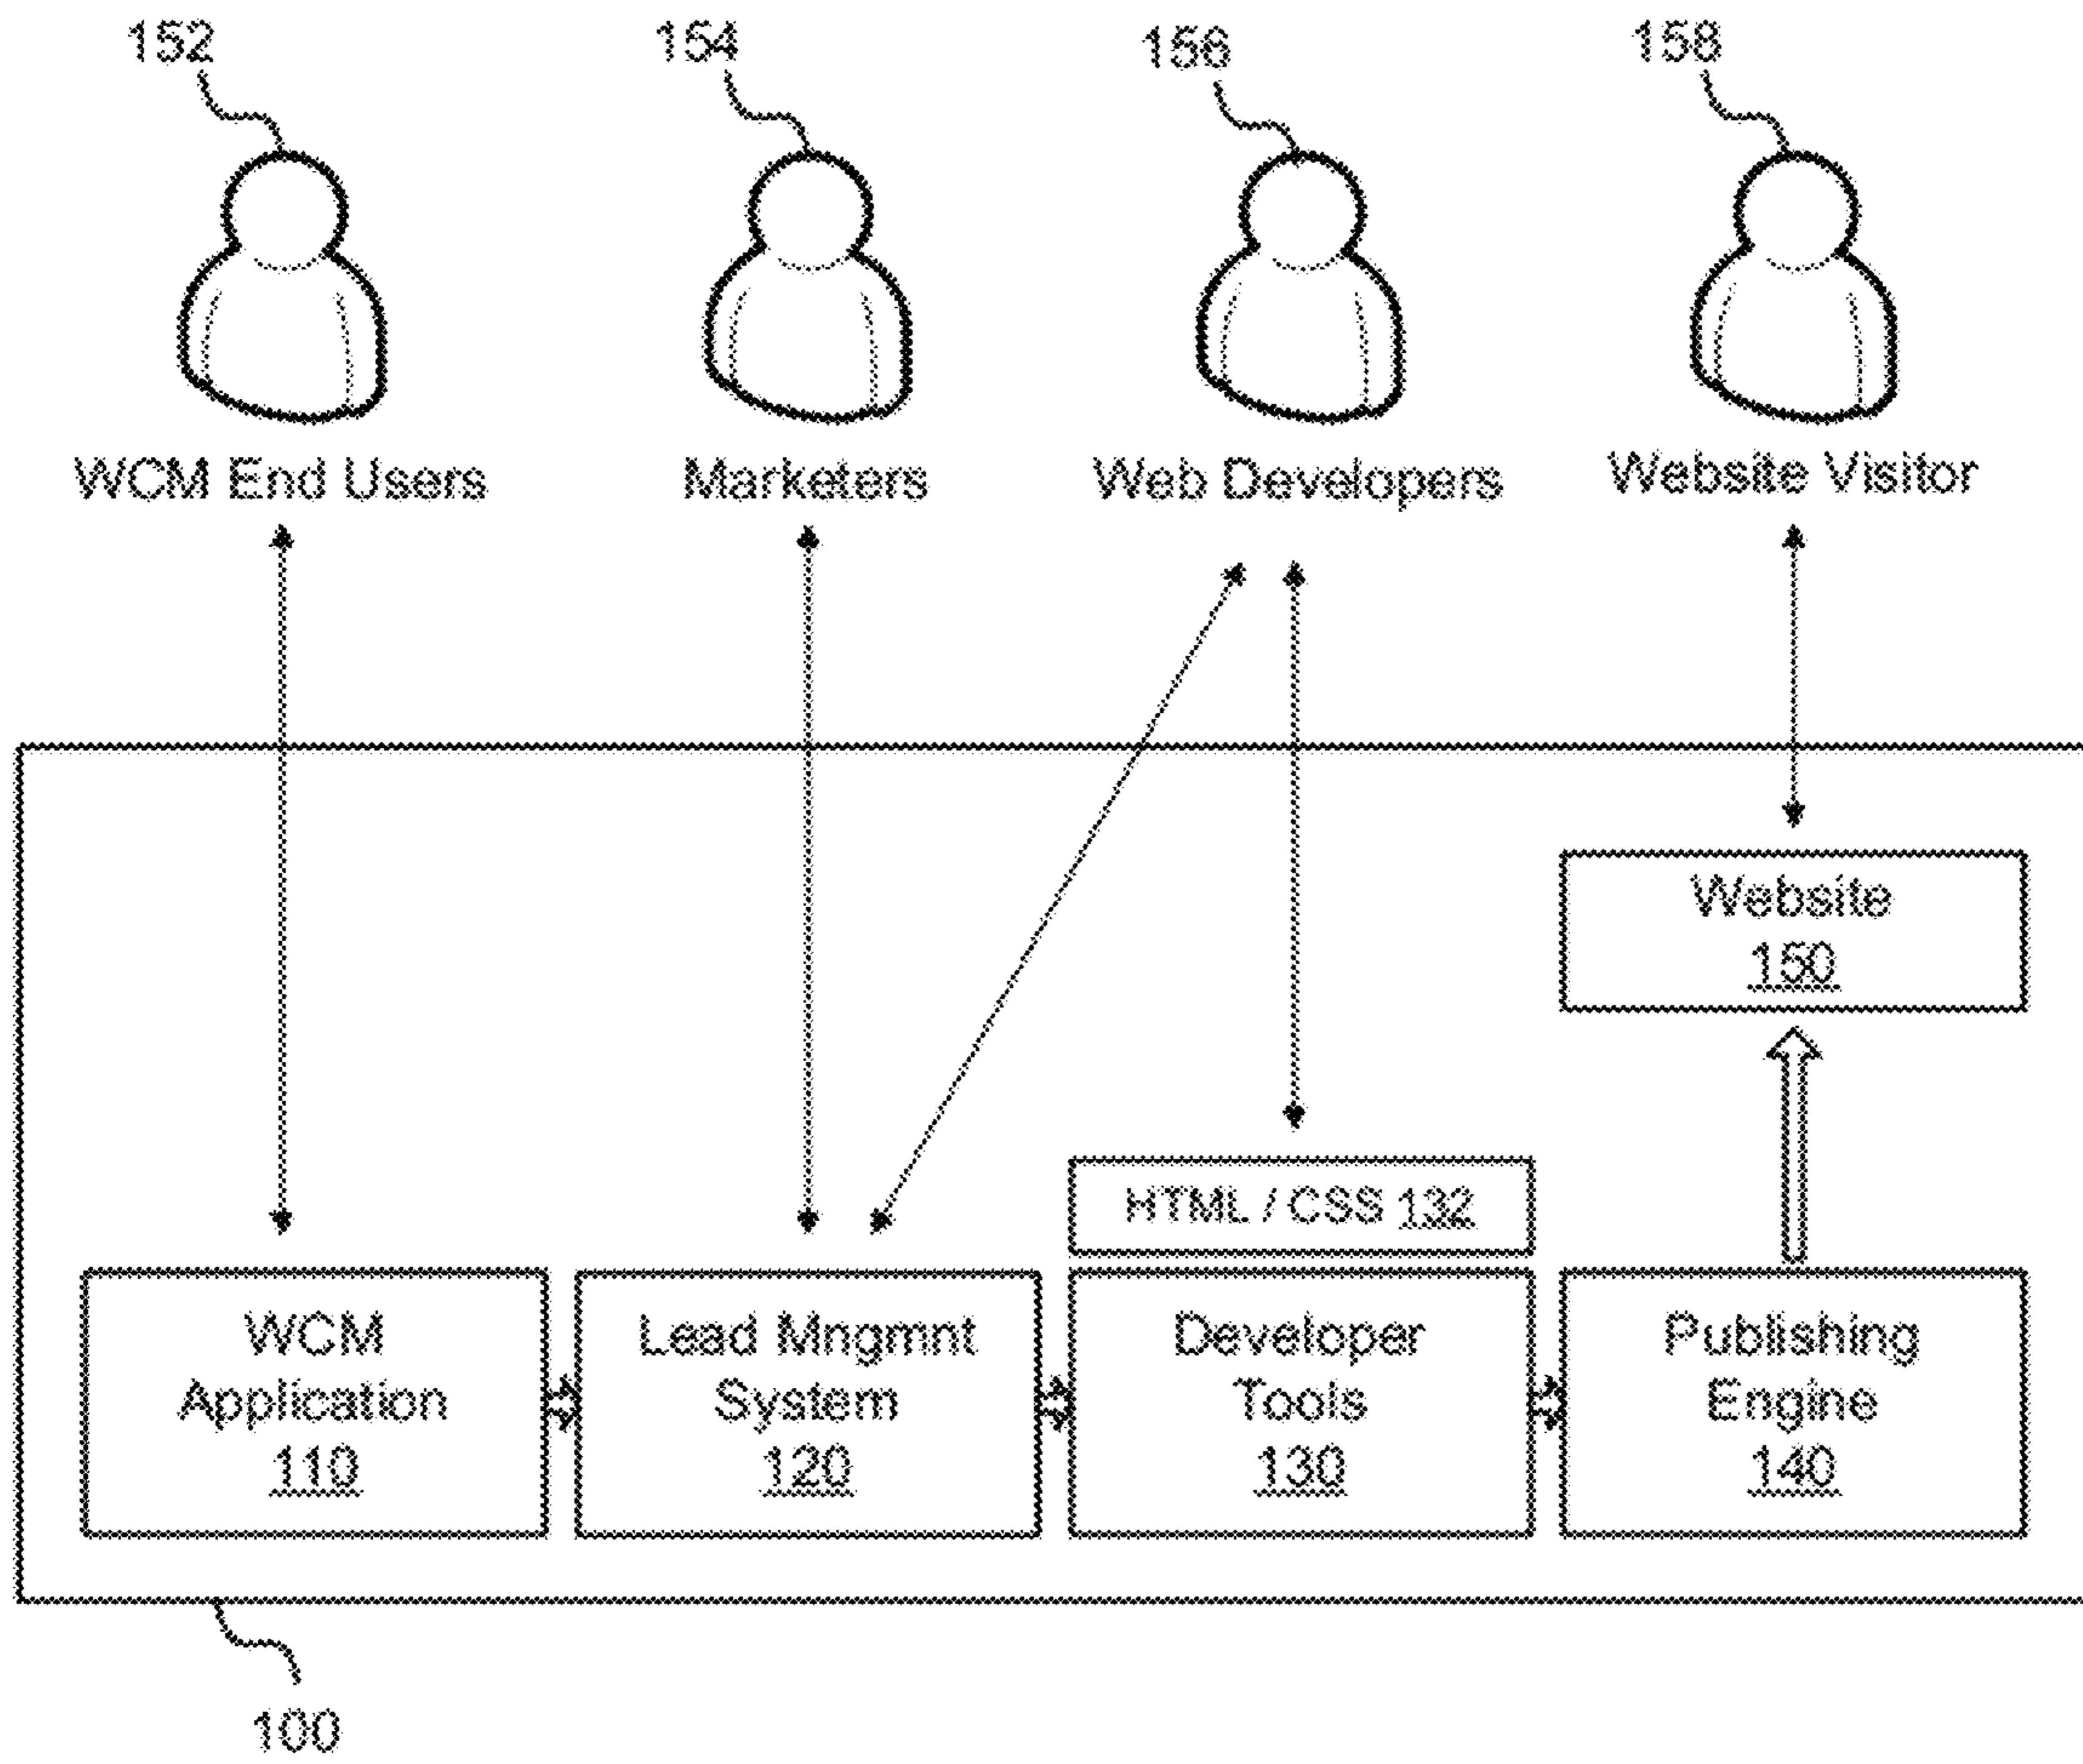 152
154
156
158
WCM End Users
Marketers
Web Developers
Website Visitor
Website
150
HTML / CSS 132
WCM
Application
110
Lead Mngmnt
System
120
Developer
Tools
130
Publishing
Engine
140
100